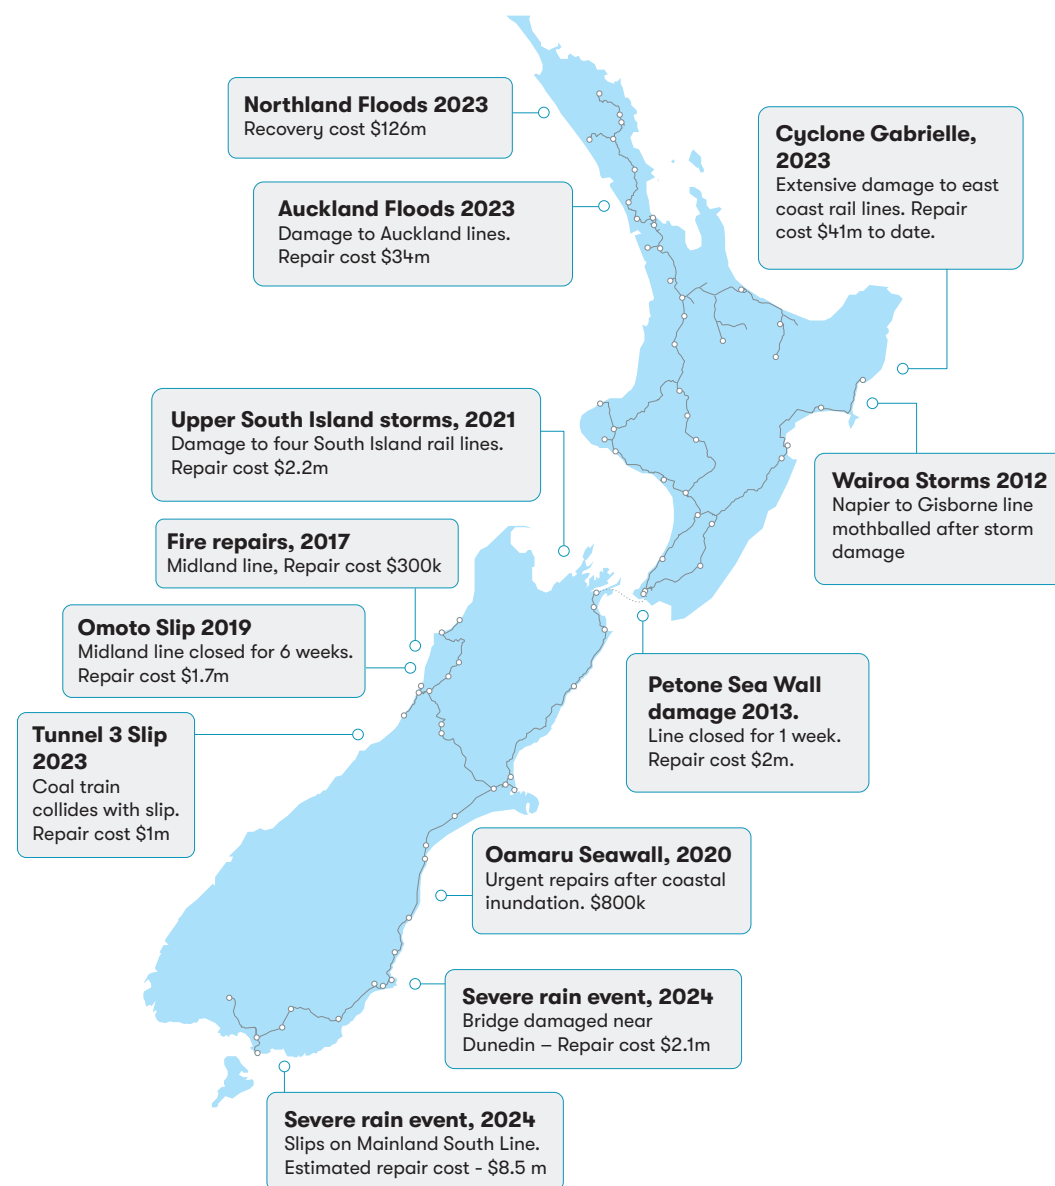 Northland Floods 2023
Recovery cost $126m
Cyclone Gabrielle,
2023
Extensive damage to east
coast rail lines. Repair
cost $41m to date.
Auckland Floods 2023
Damage to Auckland lines.
Repair cost $34m
Upper South Island storms, 2021
Damage to four South Island rail lines.
Repair cost $2.2m
Wairoa Storms 2012
Napier to Gisborne line
mothballed after storm
damage
Fire repairs, 2017
Midland line, Repair cost $300k
Omoto Slip 2019
Midland line closed for 6 weeks.
Repair cost $1.7m
Petone Sea Wall
damage 2013.
Line closed for 1 week.
Repair cost $2m.
Tunnel 3 Slip
2023
Coal train
collides with slip.
Repair cost $1m
Oamaru Seawall, 2020
Urgent repairs after coastal
inundation. $800k
Severe rain event, 2024
Bridge damaged near
Dunedin – Repair cost $2.1m
Severe rain event, 2024
Slips on Mainland South Line.
Estimated repair cost - $8.5 m